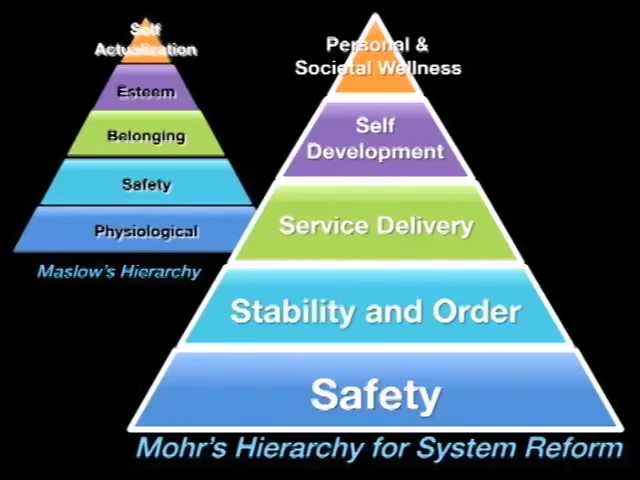 Self
Actualization
Esteem
Belonging
Safety
Physiological
Maslow's Hierarchy
Personal &
Societal Wellness
Self
Development
Service Delivery
Stability and Order
Safety
Mohr's Hierarchy for System Reform